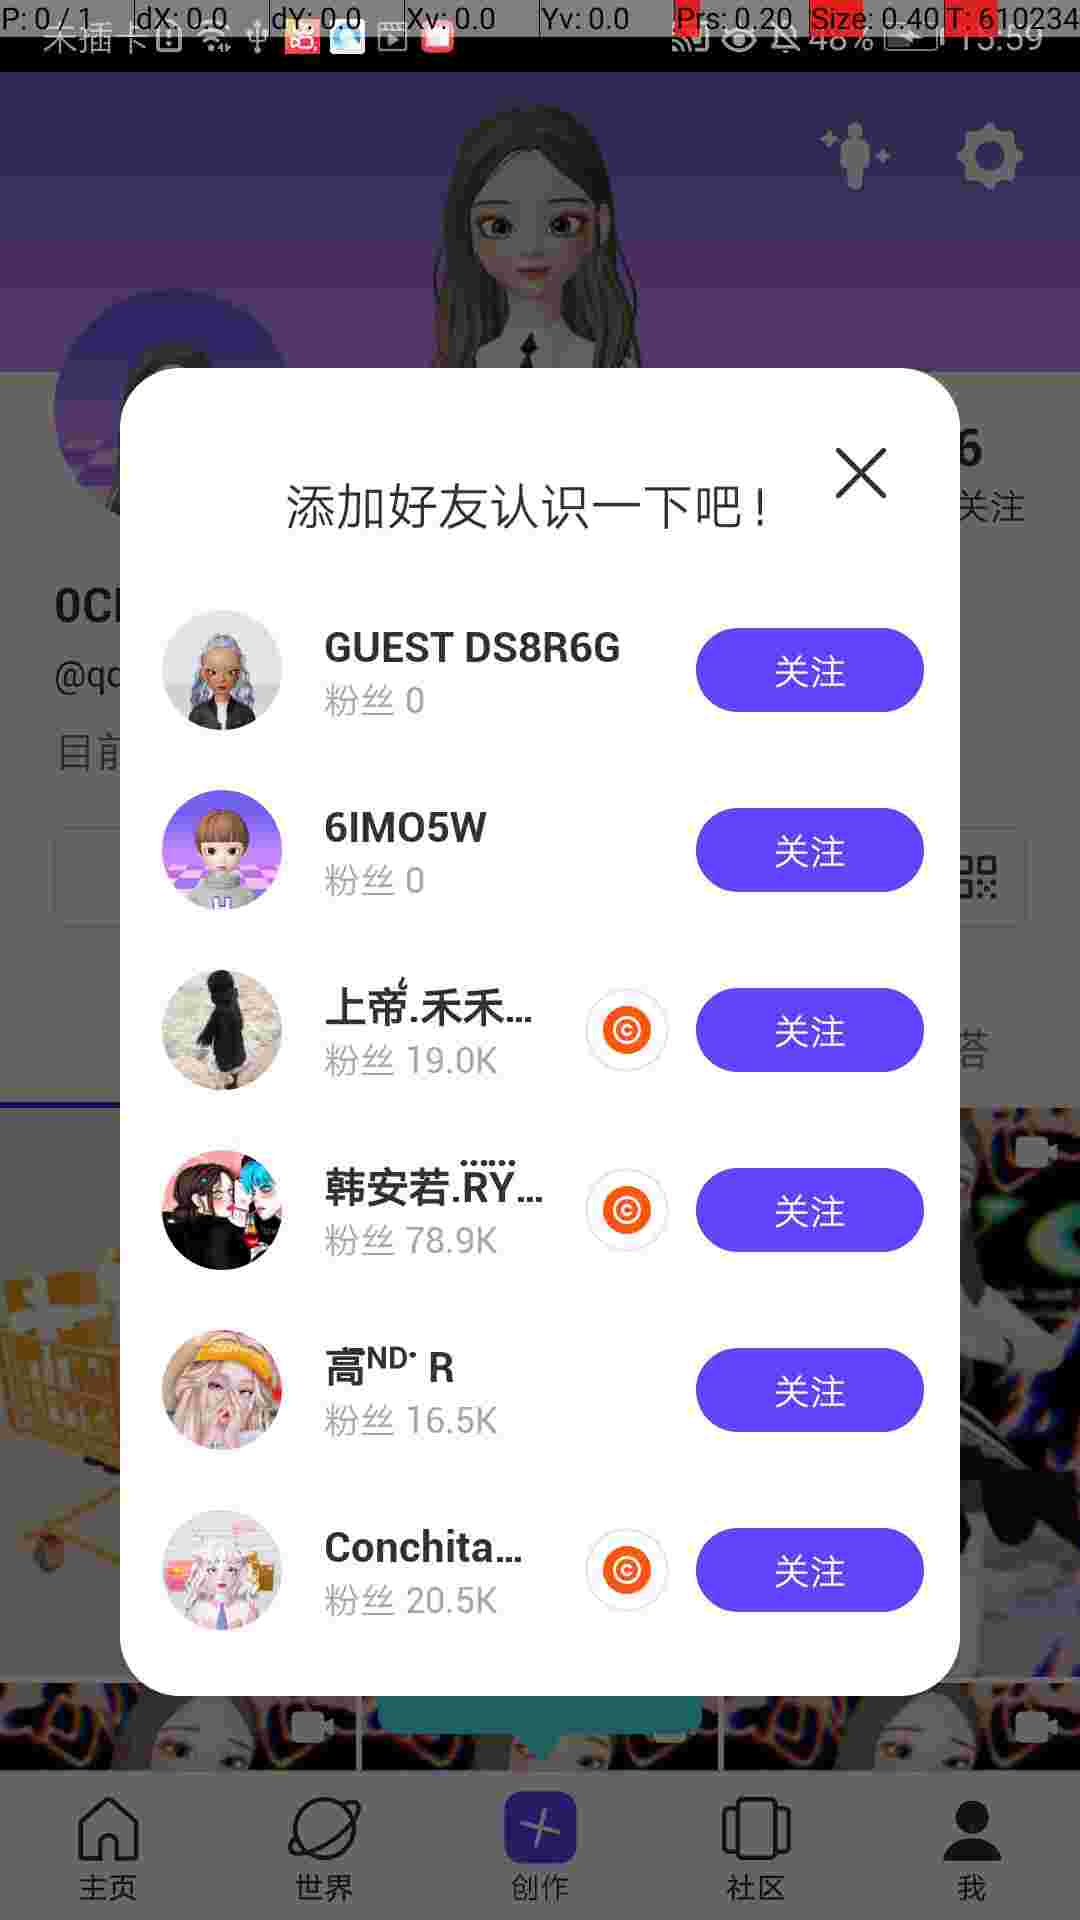 P: 0 / 1 dX: 0.0 dY: 0.0 Xv: 0.0 Yv: 0.0 Prs: 0.20 Size: 0.40 T: 610234
未插卡 48% 15:59
6
关注
添加好友认识一下吧!
@qc
目前
GUEST DS8R6G
粉丝 0
关注
6IMO5W
粉丝 0
关注
上帝.禾禾...
粉丝 19.0K
关注
答
韩安若.RY...
粉丝 78.9K
关注
高ᴺᴰ· R
粉丝 16.5K
关注
Conchita...
粉丝 20.5K
关注
主页
世界
创作
社区
我